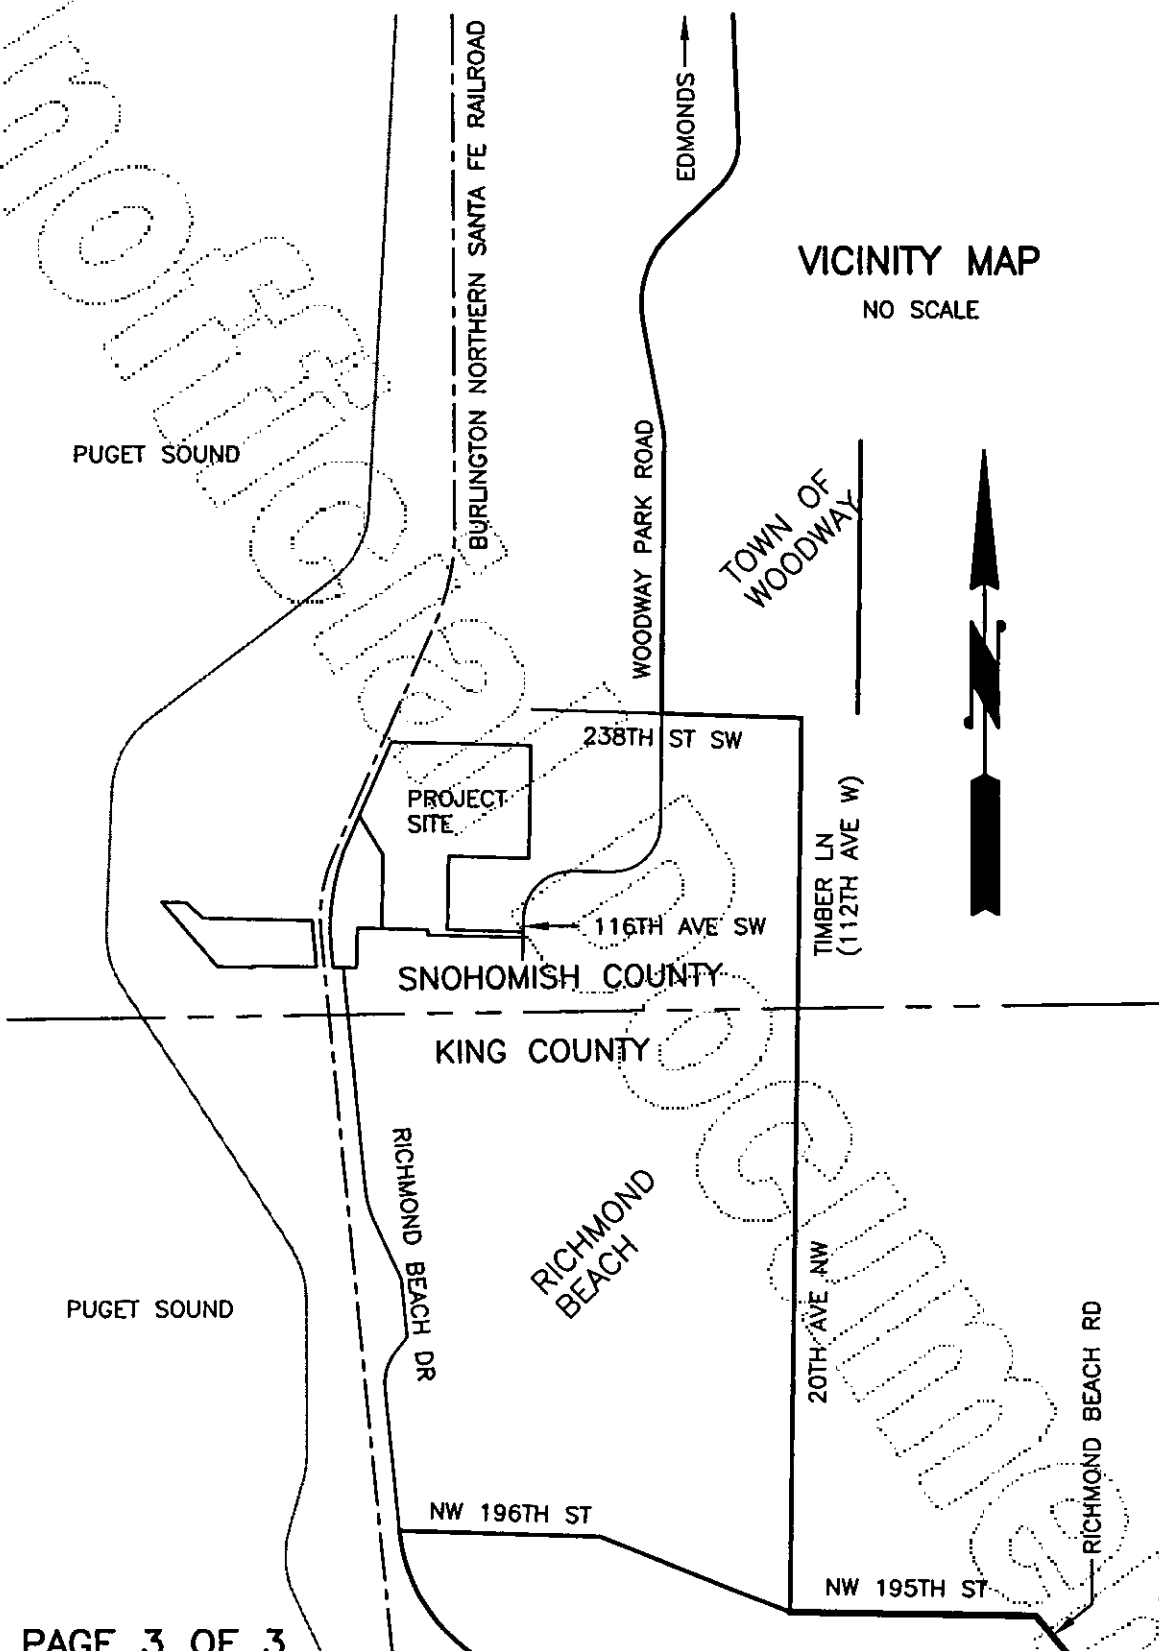 BURLINGTON NORTHERN SANTA FE RAILROAD
EDMONDS
VICINITY MAP
NO SCALE
PUGET SOUND
WOODWAY PARK ROAD
TOWN OF
WOODWAY
N
238TH ST SW
PROJECT
SITE
TIMBER LN
(112TH AVE W)
116TH AVE SW
SNOHOMISH COUNTY
KING COUNTY
RICHMOND BEACH DR
RICHMOND
BEACH
PUGET SOUND
20TH AVE NW
RICHMOND BEACH RD
NW 196TH ST
NW 195TH ST
PAGE 3 OF 3
Unofficial Document